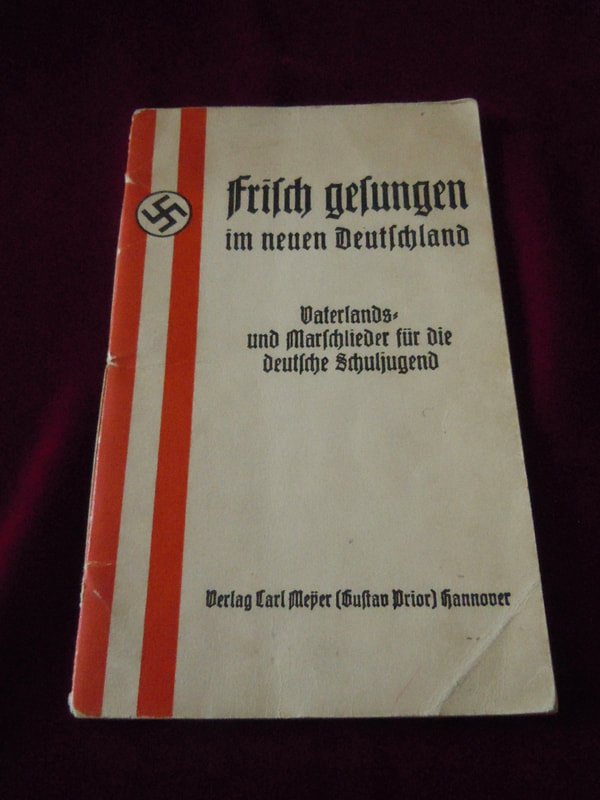 Frisch gesungen
im neuen Deutschland
Vaterlands-
und Marschlieder für die
deutsche Schuljugend
Verlag Carl Meyer (Gustav Prior) Hannover